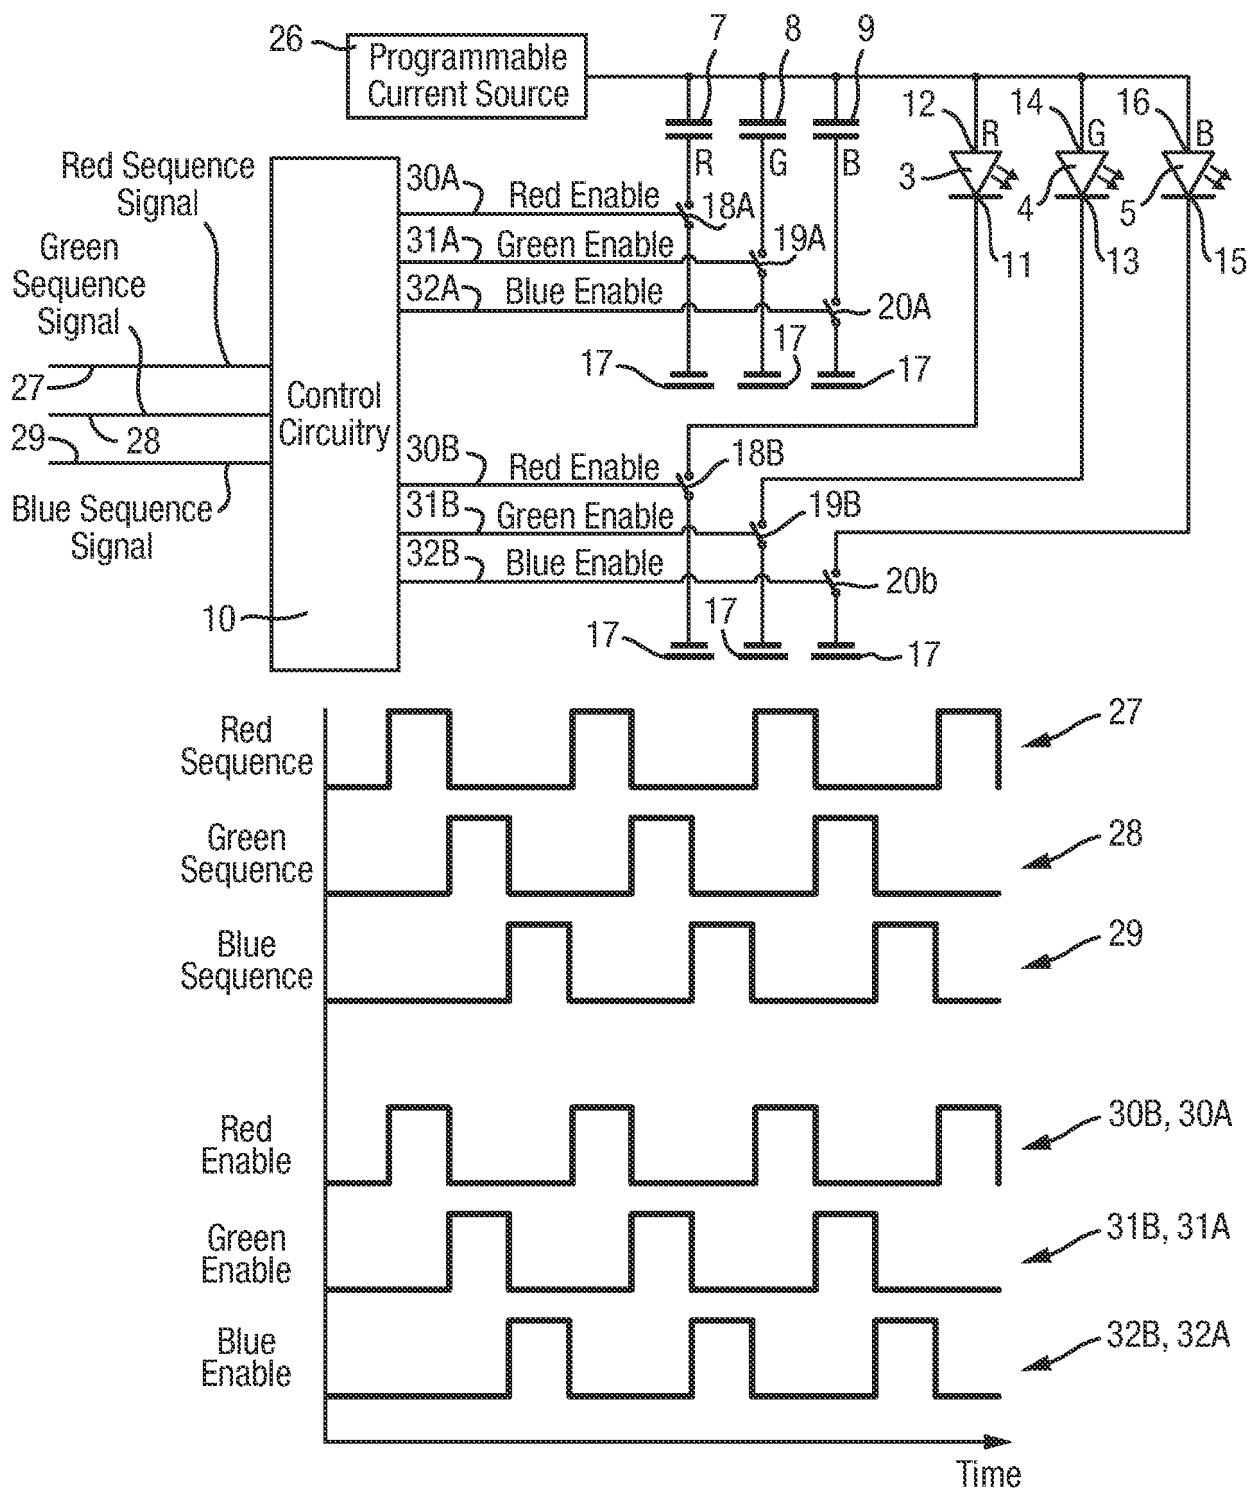 26
Programmable
Current Source
7
8
9
12
R
14
G
16
B
3
4
5
11
13
15
R
G
B
Red Sequence
Signal
Green
Sequence
Signal
27
28
29
Blue Sequence
Signal
10
Control
Circuitry
30A
Red Enable
18A
31A
Green Enable
19A
32A
Blue Enable
20A
17
17
17
30B
Red Enable
18B
31B
Green Enable
19B
32B
Blue Enable
20b
17
17
17
Red
Sequence
27
Green
Sequence
28
Blue
Sequence
29
Red
Enable
30B, 30A
Green
Enable
31B, 31A
Blue
Enable
32B, 32A
Time